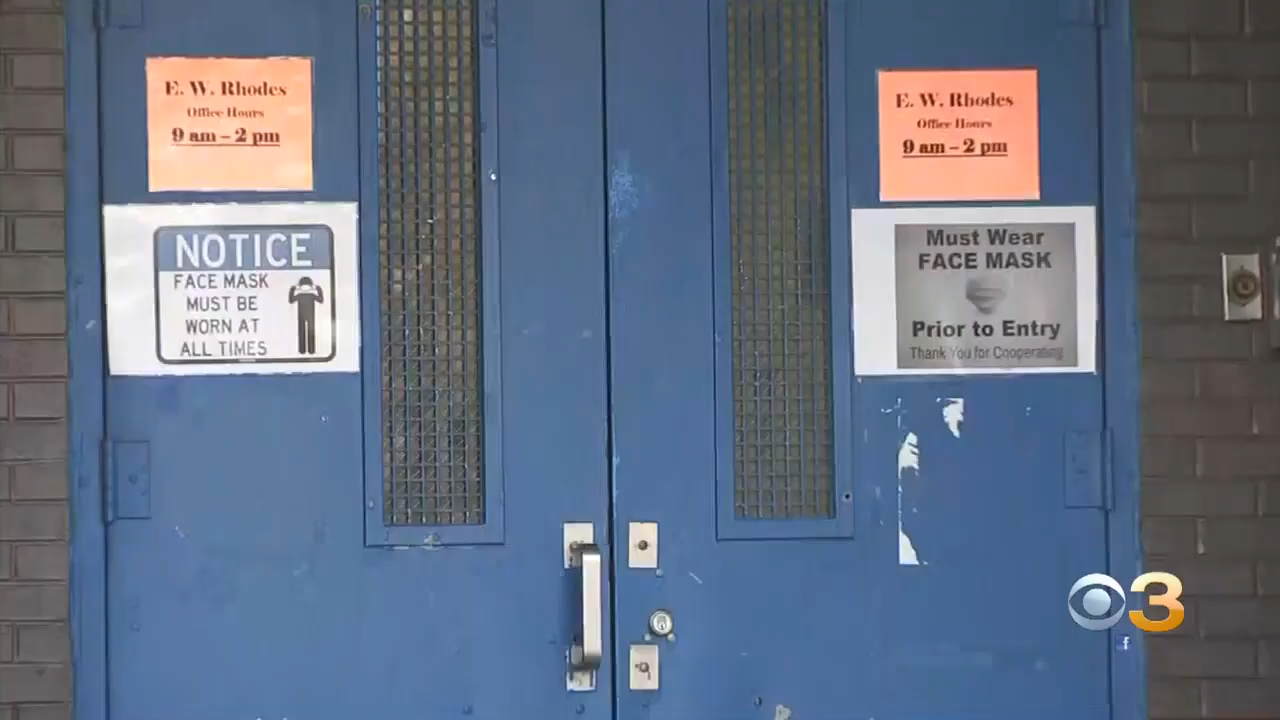 E. W. Rhodes
Office Hours
9 am – 2 pm
NOTICE
FACE MASK
MUST BE
WORN AT
ALL TIMES
E. W. Rhodes
Office Hours
9 am – 2 pm
Must Wear
FACE MASK
Prior to Entry
Thank You for Cooperating
3
f